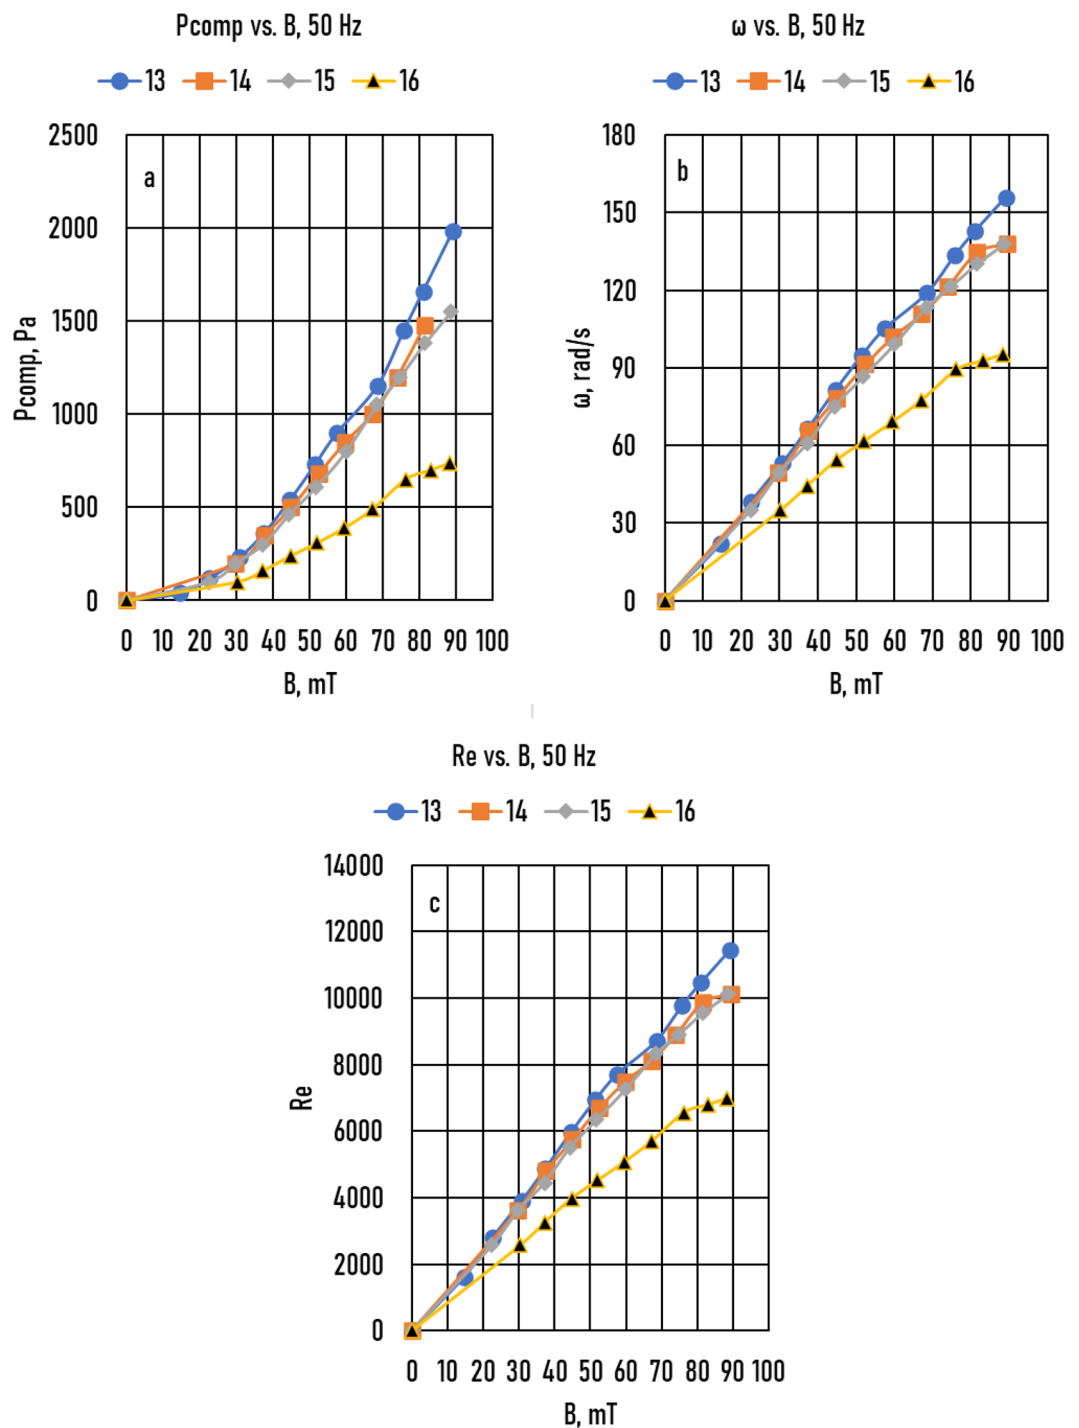 Pcomp vs. B, 50 Hz
13 14 15 16
2500
2000
1500
1000
500
0
a
Pcomp, Pa
0 10 20 30 40 50 60 70 80 90 100
B, mT
ω vs. B, 50 Hz
13 14 15 16
180
150
120
90
60
30
0
b
ω, rad/s
0 10 20 30 40 50 60 70 80 90 100
B, mT
Re vs. B, 50 Hz
13 14 15 16
14000
12000
10000
8000
6000
4000
2000
0
c
Re
0 10 20 30 40 50 60 70 80 90 100
B, mT